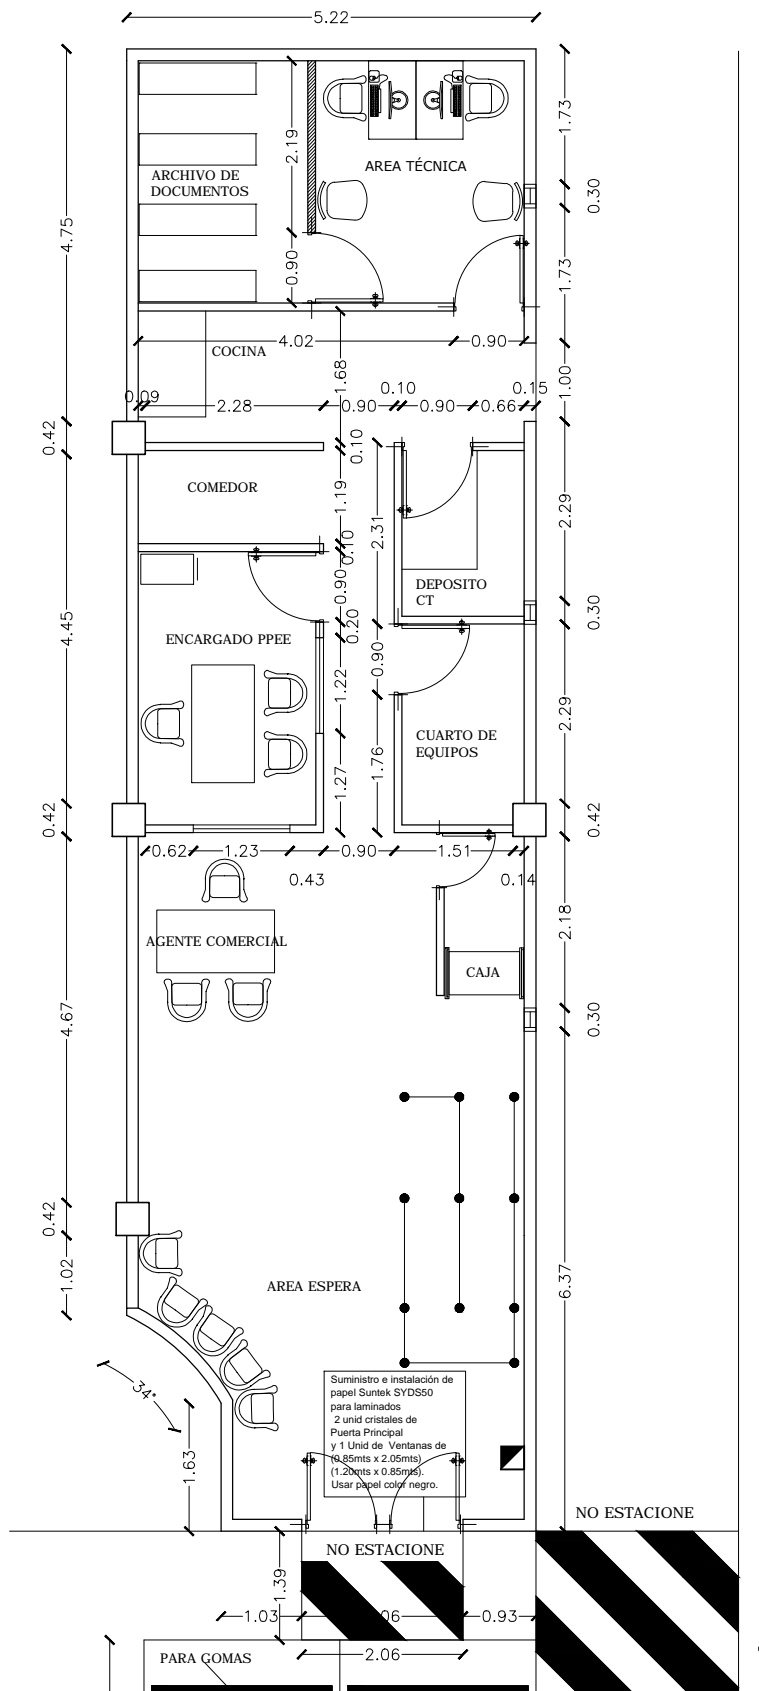 5.22
4.75
2.19
0.90
ARCHIVO DE
DOCUMENTOS
AREA TÉCNICA
1.73
0.30
1.73
4.02
0.90
COCINA
1.68
1.00
0.09
2.28
0.90
0.10
0.90
0.66
0.15
0.42
0.10
COMEDOR
1.19
2.31
2.29
0.10
0.90
DEPOSITO
CT
0.30
0.20
4.45
ENCARGADO PPEE
0.90
1.22
CUARTO DE
EQUIPOS
2.29
1.27
1.76
0.42
0.42
0.62
1.23
0.43
0.90
1.51
0.14
2.18
AGENTE COMERCIAL
CAJA
0.30
4.67
0.42
1.02
AREA ESPERA
6.37
34°
1.63
Suministro e instalación de
papel Suntek SYDS50
para laminados
2 unid cristales de
Puerta Principal
y 1 Unid de Ventanas de
(0.85mts x 2.05mts)
(1.20mts x 0.85mts).
Usar papel color negro.
NO ESTACIONE
NO ESTACIONE
1.39
1.03
06
0.93
2.06
PARA GOMAS